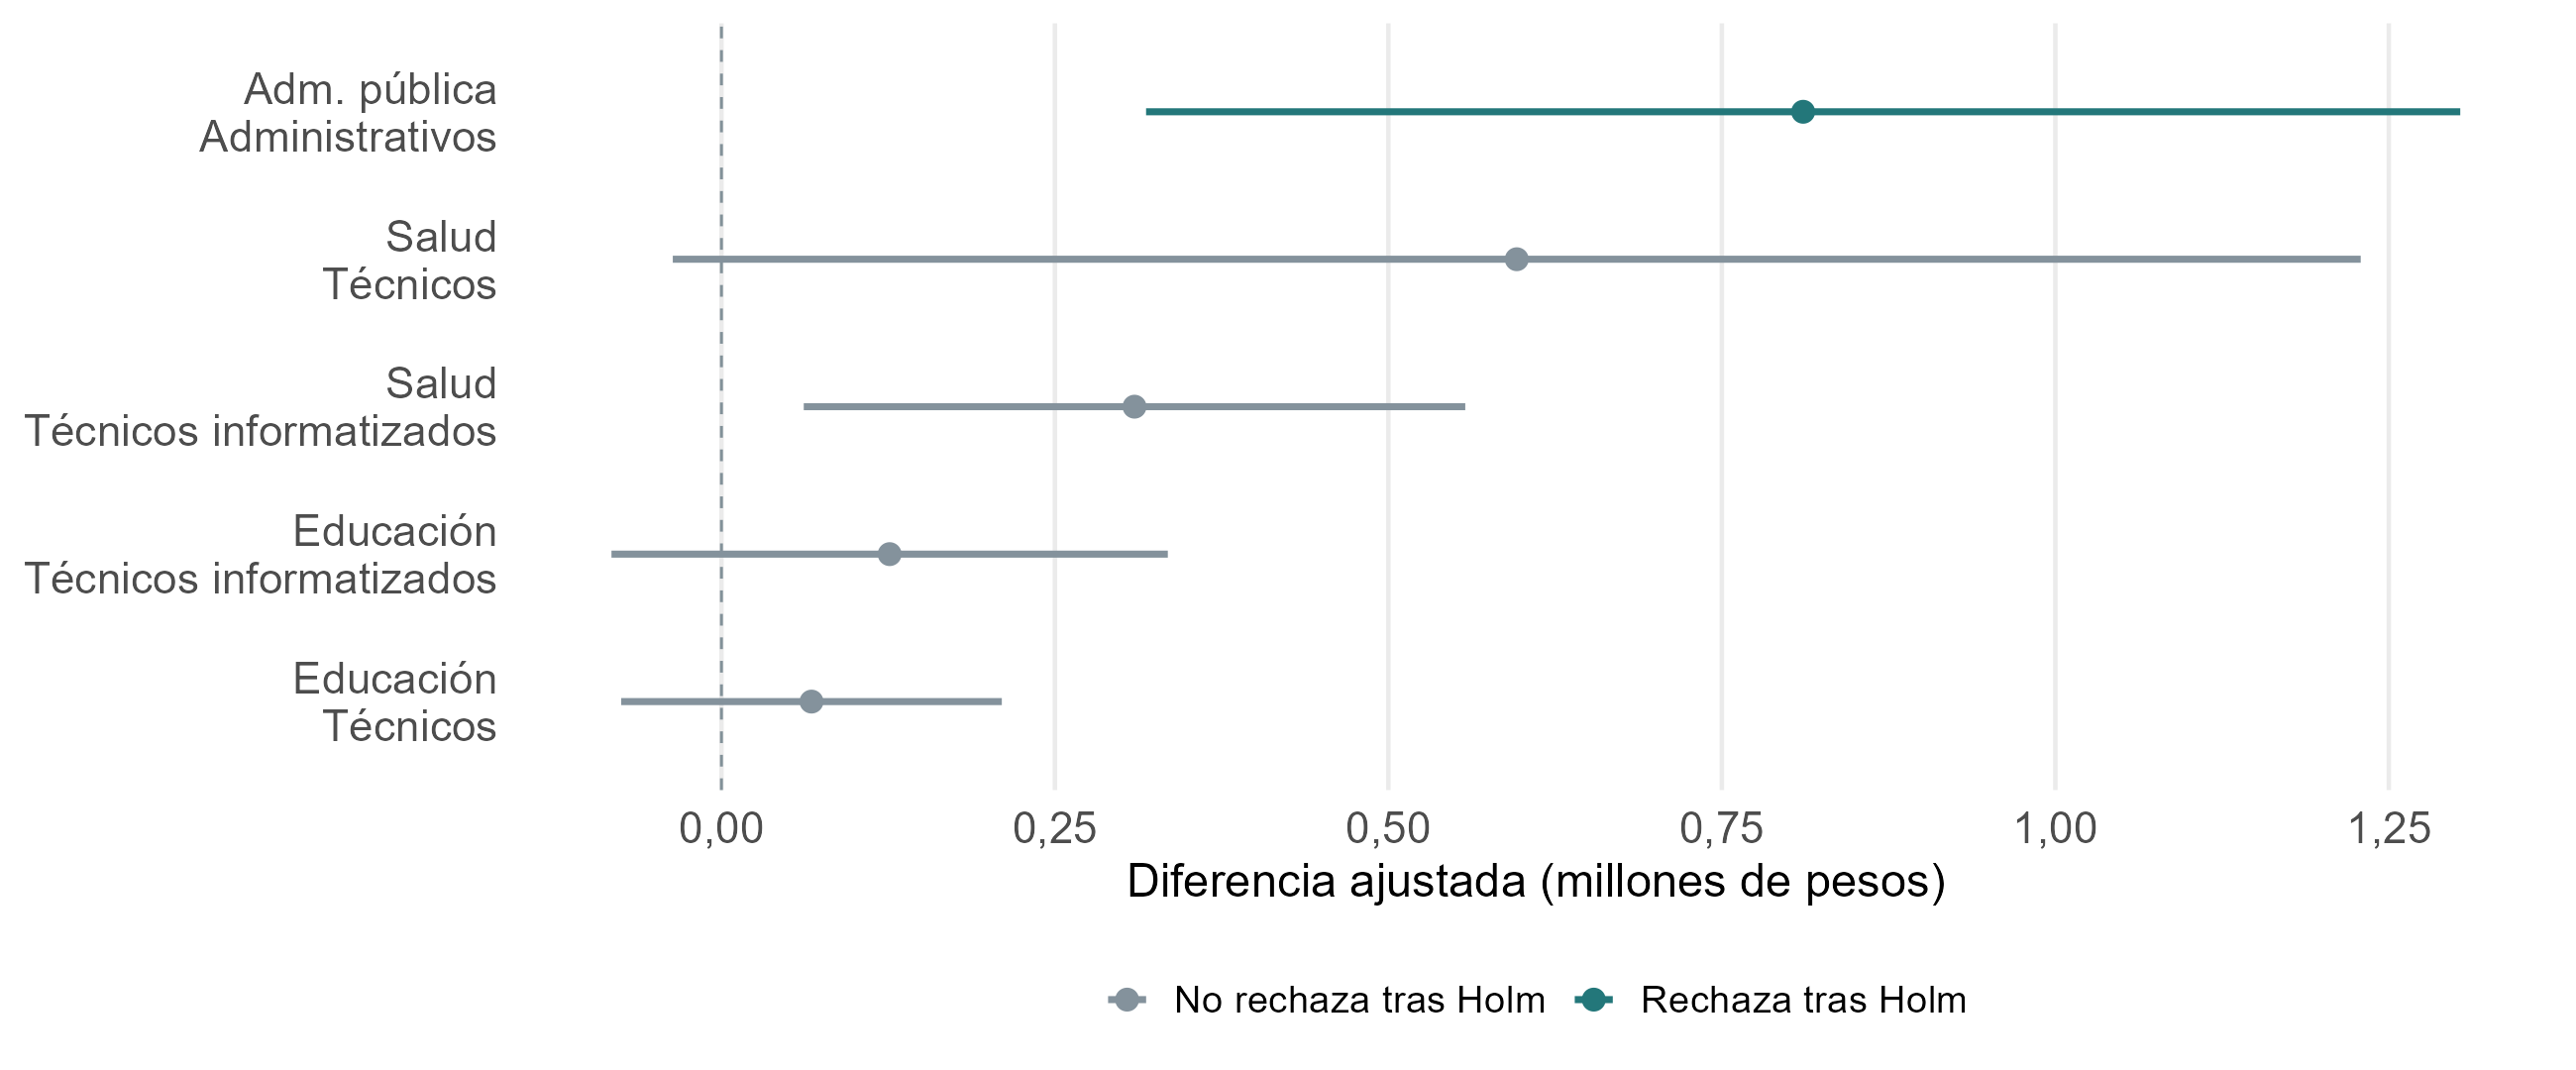 Adm. pública
Administrativos
Salud
Técnicos
Salud
Técnicos informatizados
Educación
Técnicos informatizados
Educación
Técnicos
0,00 0,25 0,50 0,75 1,00 1,25
Diferencia ajustada (millones de pesos)
No rechaza tras Holm Rechaza tras Holm